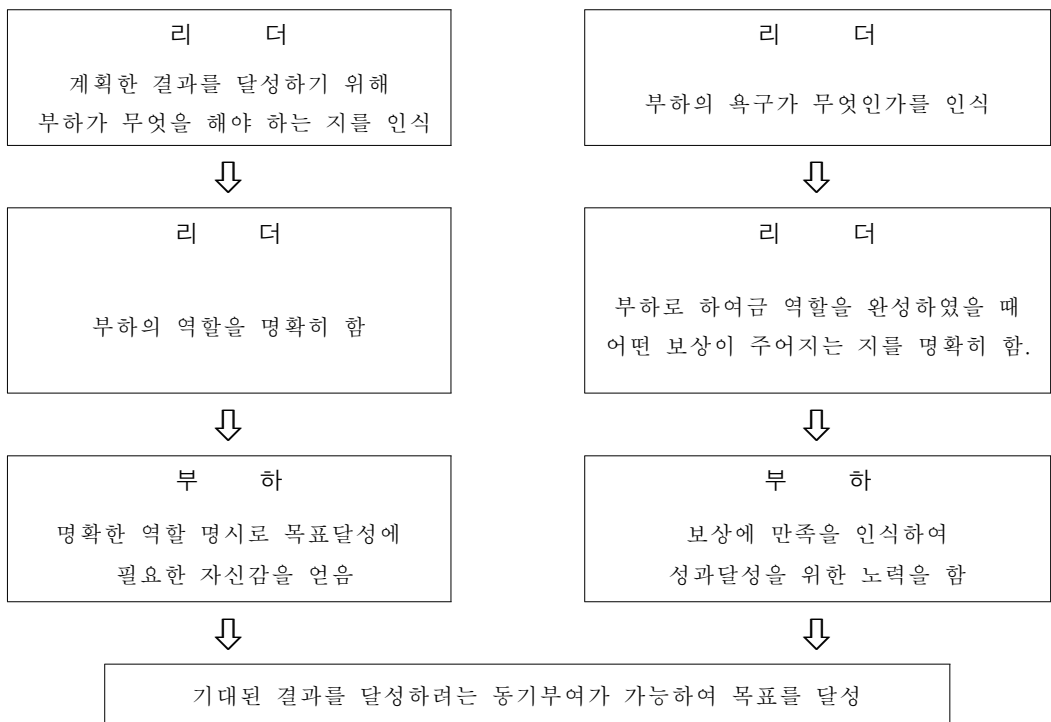 리 더
계획한 결과를 달성하기 위해
부하가 무엇을 해야 하는 지를 인식
리 더
부하의 욕구가 무엇인가를 인식
리 더
부하의 역할을 명확히 함
리 더
부하로 하여금 역할을 완성하였을 때
어떤 보상이 주어지는 지를 명확히 함.
부 하
명확한 역할 명시로 목표달성에
필요한 자신감을 얻음
부 하
보상에 만족을 인식하여
성과달성을 위한 노력을 함
기대된 결과를 달성하려는 동기부여가 가능하여 목표를 달성